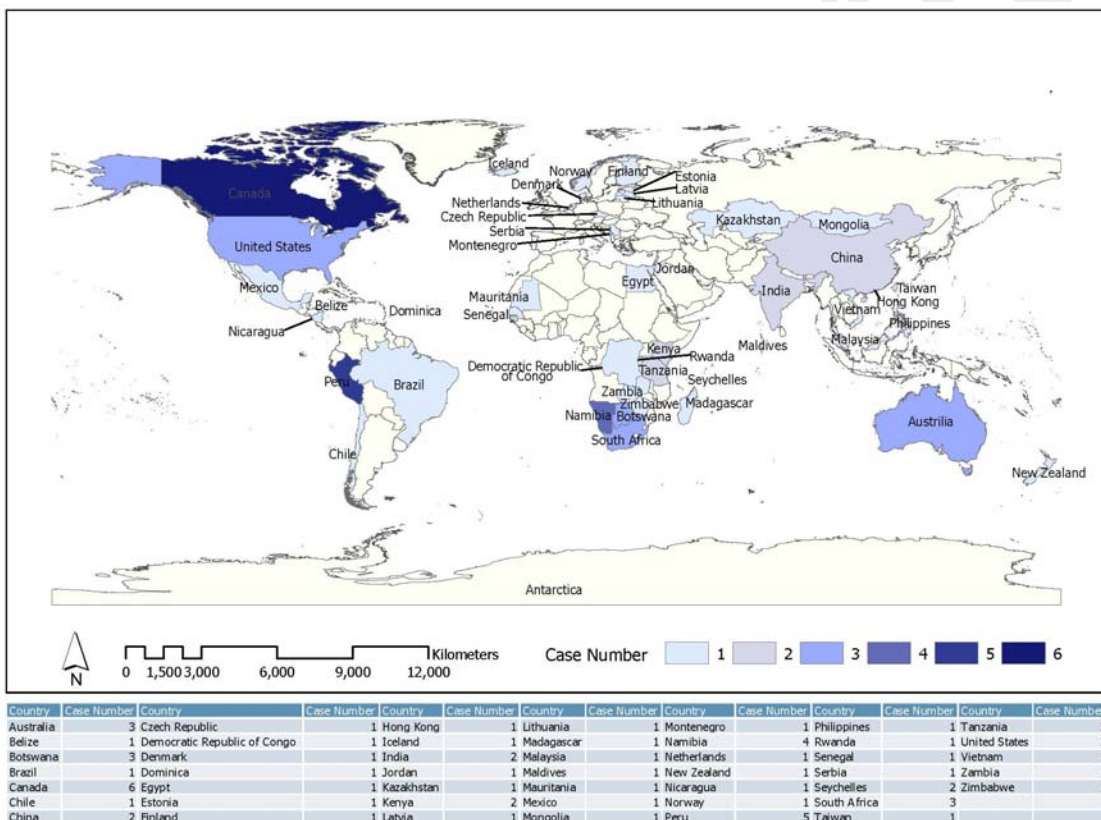 Iceland
Norway
Finland
Denmark
Estonia
Latvia
Netherlands
Lithuania
Czech Republic
Serbia
Montenegro
Canada
Kazakhstan
Mongolia
United States
China
Jordan
Mexico
Egypt
India
Taiwan
Hong Kong
Mauritania
Belize
Dominica
Senegal
Vietnam
Philippines
Nicaragua
Maldives
Malaysia
Kenya
Rwanda
Democratic Republic
of Congo
Tanzania
Seychelles
Peru
Brazil
Zambia
Zimbabwe
Madagascar
Namibia
Botswana
Austrilia
South Africa
Chile
New Zealand
Antarctica
N
0 1,500 3,000 6,000 9,000 12,000
Kilometers
Case Number 1 2 3 4 5 6
Country Case Number Country Case Number Country Case Number Country Case Number Country Case Number Country Case Number Country Case Number
Australia 3 Czech Republic 1 Hong Kong 1 Lithuania 1 Montenegro 1 Philippines 1 Tanzania
Belize 1 Democratic Republic of Congo 1 Iceland 1 Madagascar 1 Namibia 4 Rwanda 1 United States
Botswana 3 Denmark 1 India 2 Malaysia 1 Netherlands 1 Senegal 1 Vietnam
Brazil 1 Dominica 1 Jordan 1 Maldives 1 New Zealand 1 Serbia 1 Zambia
Canada 6 Egypt 1 Kazakhstan 1 Mauritania 1 Nicaragua 1 Seychelles 2 Zimbabwe
Chile 1 Estonia 1 Kenya 2 Mexico 1 Norway 1 South Africa 3
China 2 Finland 1 Latvia 1 Mongolia 1 Peru 5 Taiwan 1